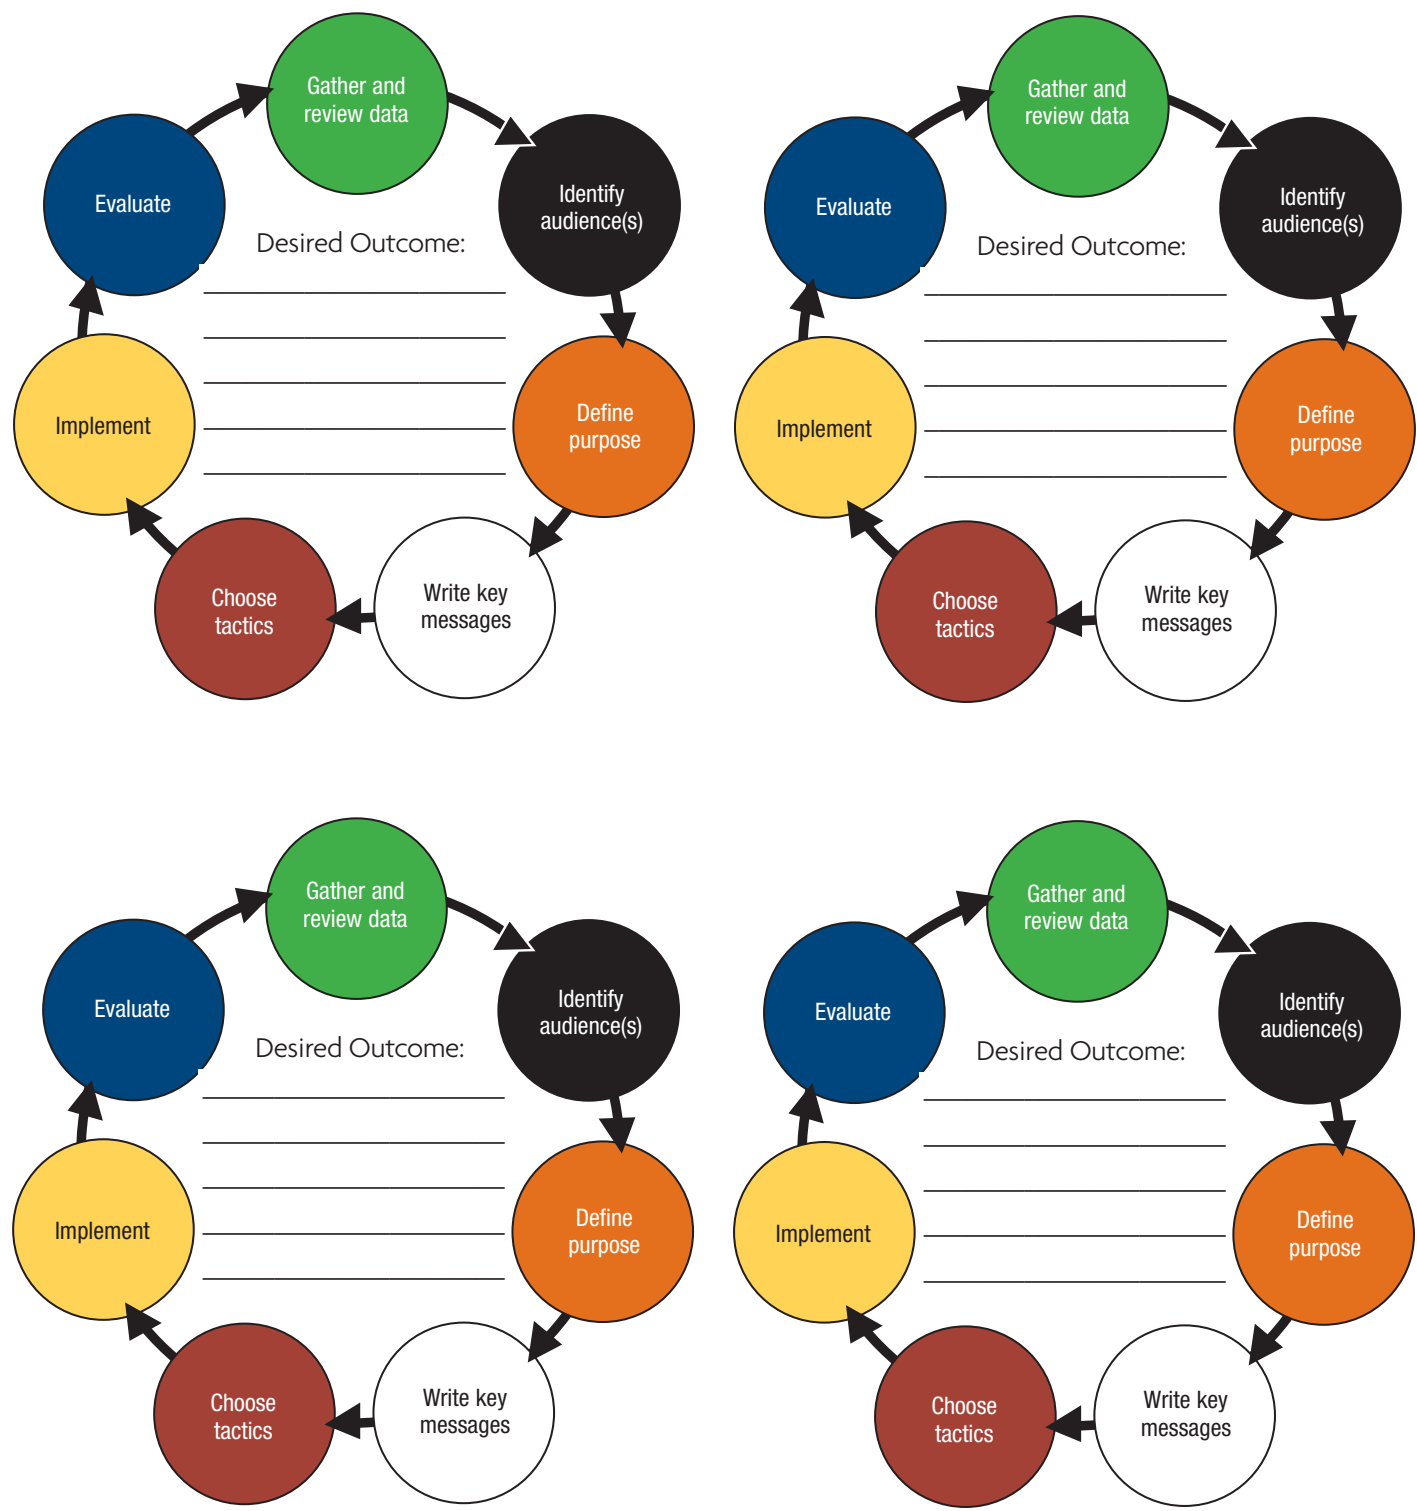 Gather and
review data
Identify
audience(s)
Evaluate
Desired Outcome:
Define
purpose
Implement
Write key
messages
Choose
tactics
Gather and
review data
Identify
audience(s)
Evaluate
Desired Outcome:
Define
purpose
Implement
Write key
messages
Choose
tactics
Gather and
review data
Identify
audience(s)
Evaluate
Desired Outcome:
Define
purpose
Implement
Write key
messages
Choose
tactics
Gather and
review data
Identify
audience(s)
Evaluate
Desired Outcome:
Define
purpose
Implement
Write key
messages
Choose
tactics